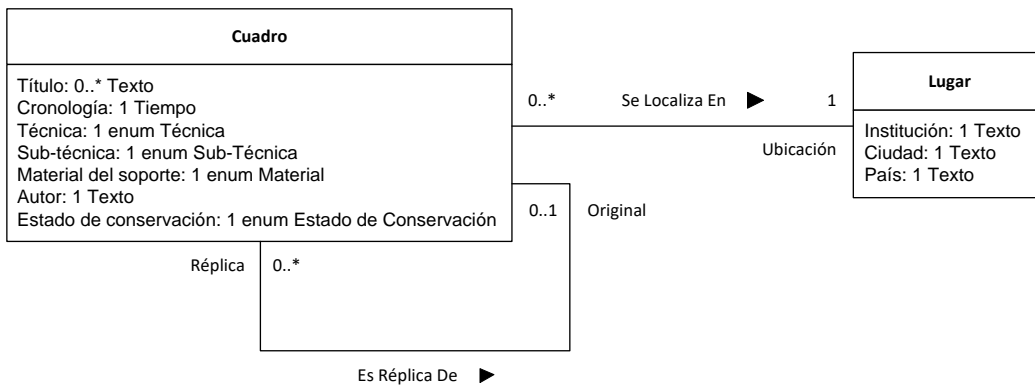 Cuadro
Título: 0..* Texto
Cronología: 1 Tiempo
Técnica: 1 enum Técnica
Sub-técnica: 1 enum Sub-Técnica
Material del soporte: 1 enum Material
Autor: 1 Texto
Estado de conservación: 1 enum Estado de Conservación
0..* Se Localiza En ► 1
Ubicación
Lugar
Institución: 1 Texto
Ciudad: 1 Texto
País: 1 Texto
0..1 Original
Réplica 0..*
Es Réplica De ►